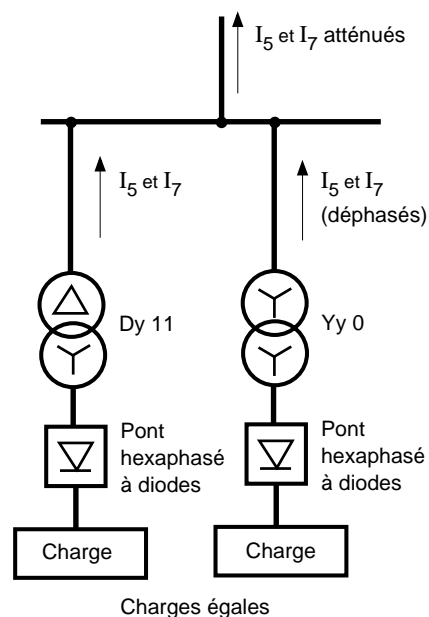 I5 et I7 atténués
I5 et I7
I5 et I7
(déphasés)
Dy 11
Yy 0
Pont
hexaphasé
à diodes
Pont
hexaphasé
à diodes
Charge
Charge
Charges égales